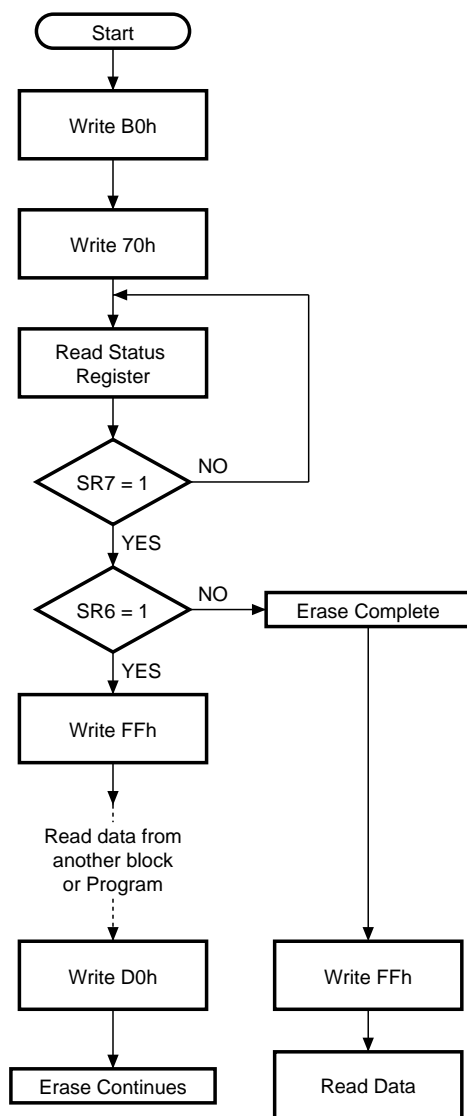 Start
Write B0h
Write 70h
Read Status
Register
SR7 = 1
NO
YES
SR6 = 1
NO
Erase Complete
YES
Write FFh
Read data from
another block
or Program
Write D0h
Write FFh
Erase Continues
Read Data